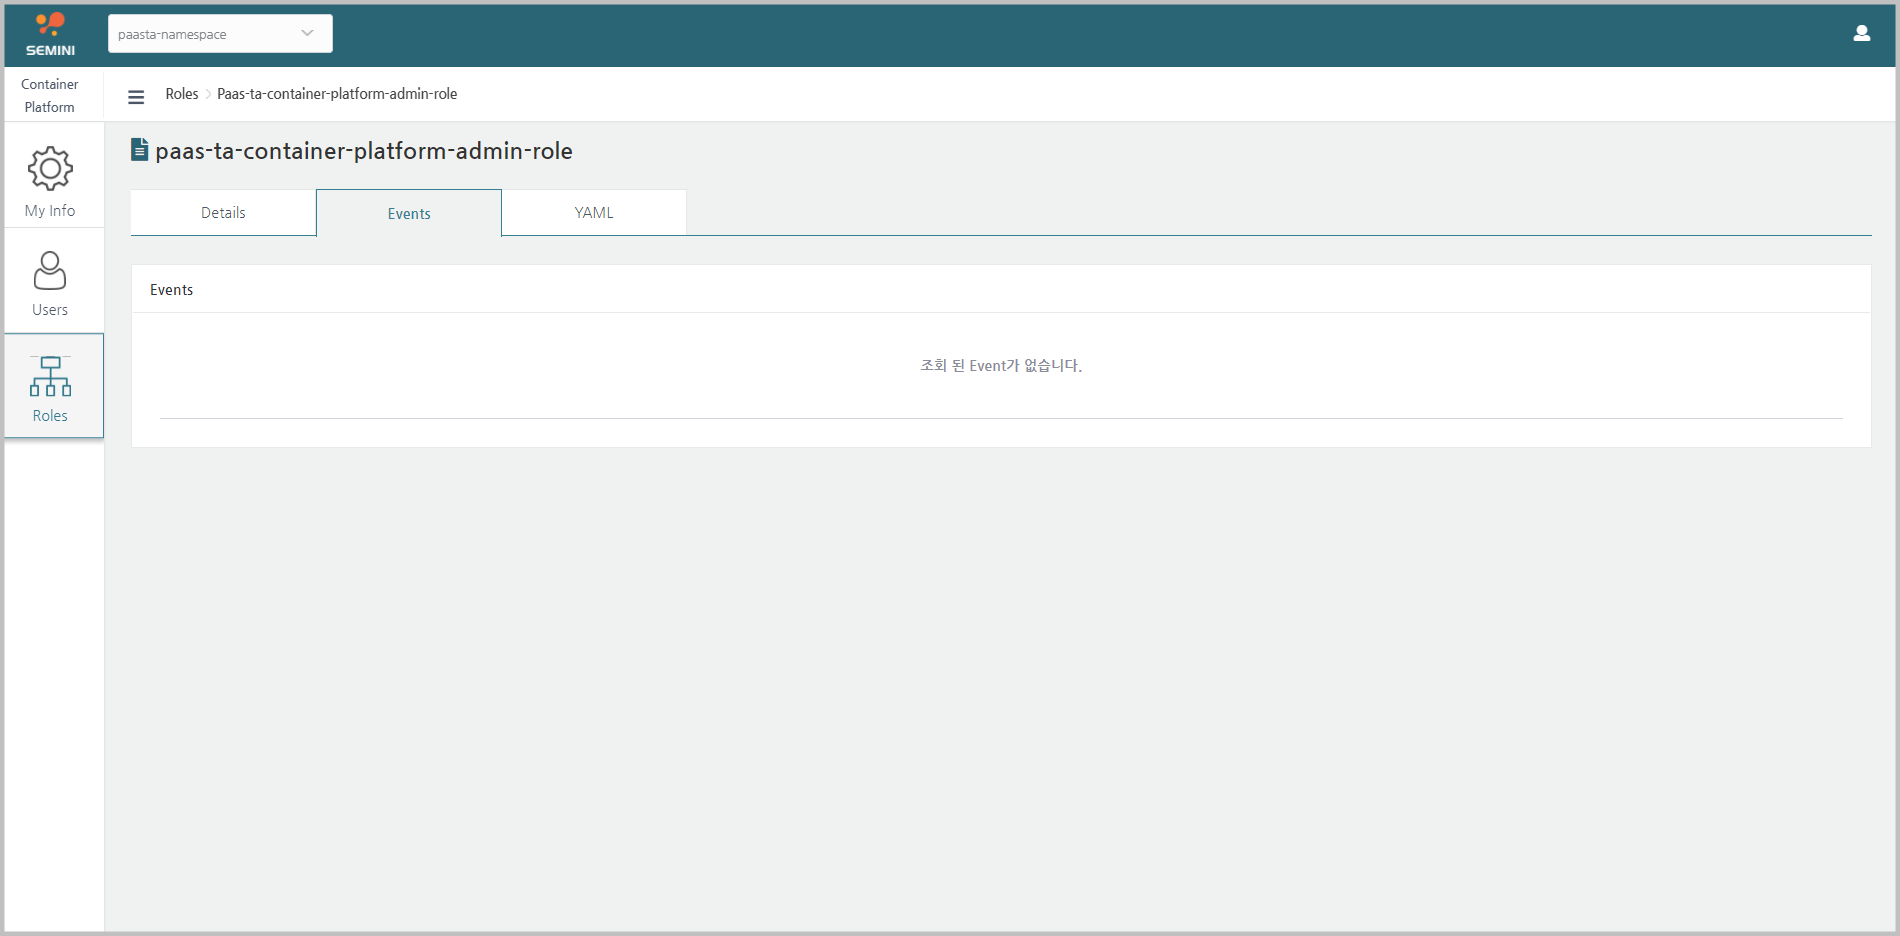 SEMINI
paasta-namespace
Container
Platform
Roles > Paas-ta-container-platform-admin-role
My Info
Users
Roles
paas-ta-container-platform-admin-role
Details
Events
YAML
Events
조회 된 Event가 없습니다.